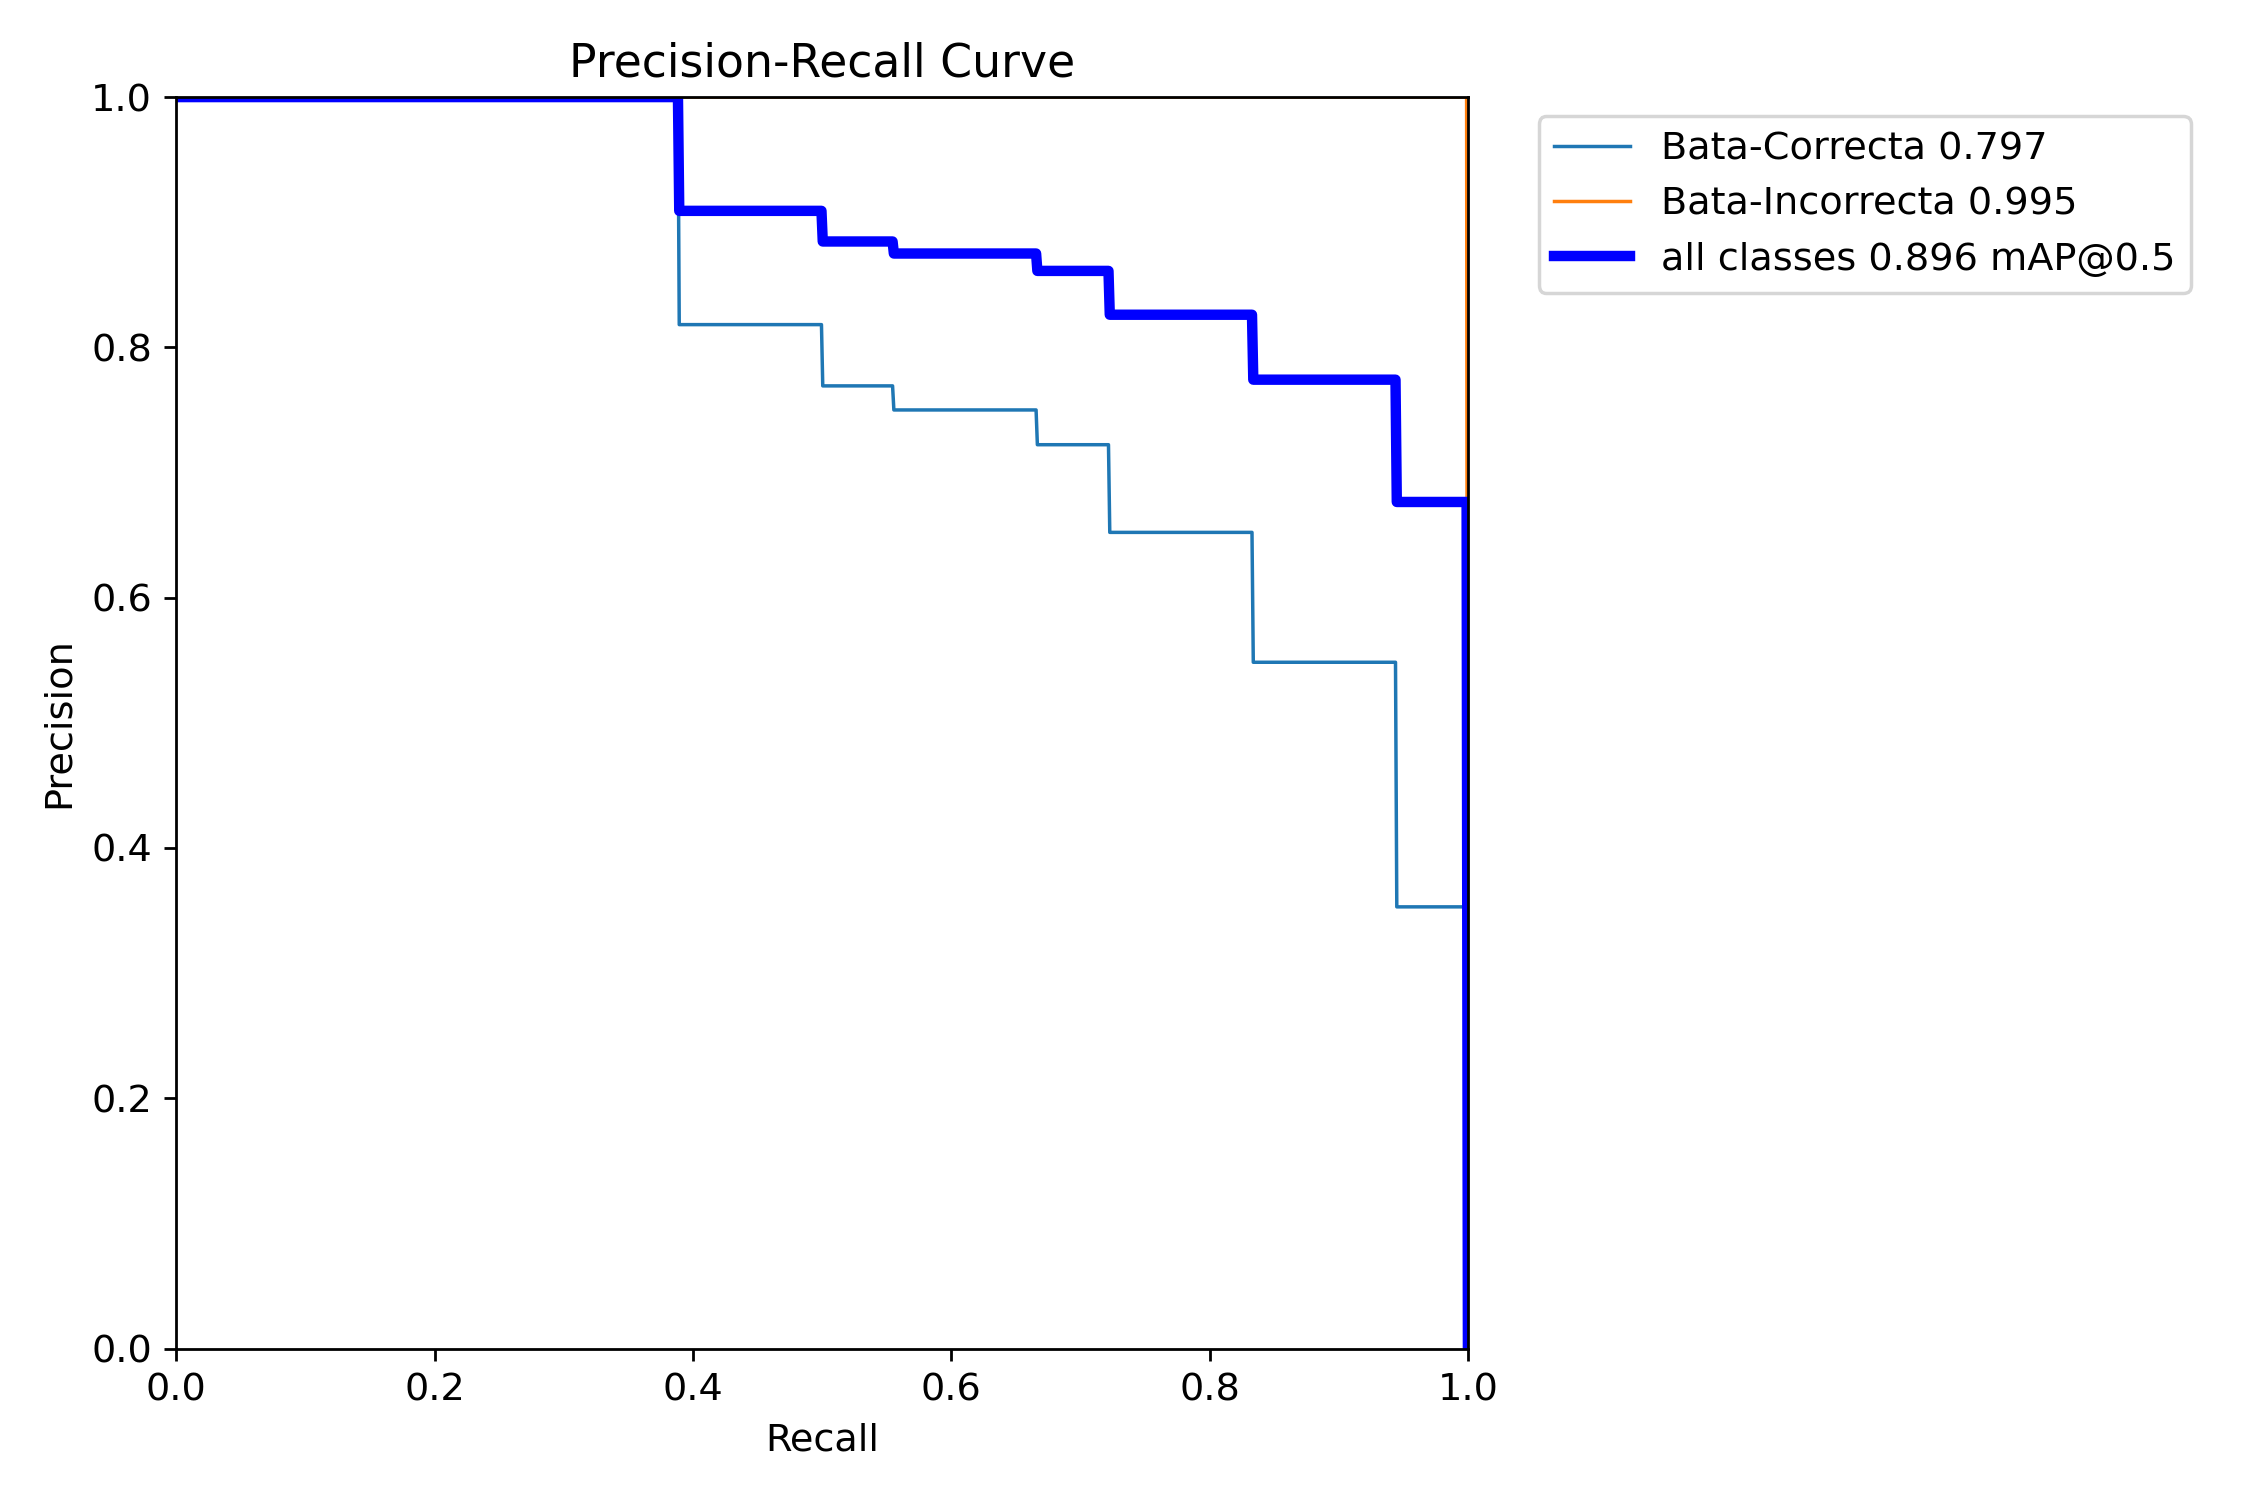 Precision-Recall Curve
1.0
0.8
0.6
0.4
0.2
0.0
Precision
0.0 0.2 0.4 0.6 0.8 1.0
Recall
Bata-Correcta 0.797
Bata-Incorrecta 0.995
all classes 0.896 mAP@0.5